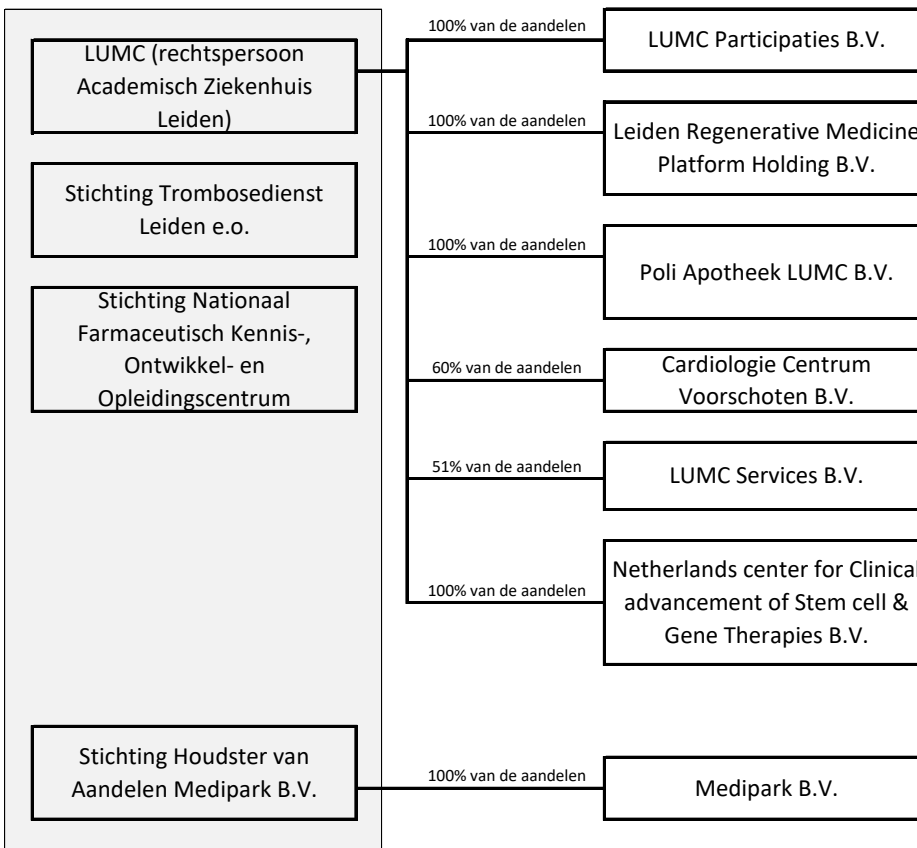 LUMC (rechtspersoon
Academisch Ziekenhuis
Leiden)
Stichting Trombosedienst
Leiden e.o.
Stichting Nationaal
Farmaceutisch Kennis-,
Ontwikkel- en
Opleidingscentrum
Stichting Houdster van
Aandelen Medipark B.V.
100% van de aandelen
LUMC Participaties B.V.
100% van de aandelen
Leiden Regenerative Medicine
Platform Holding B.V.
100% van de aandelen
Poli Apotheek LUMC B.V.
60% van de aandelen
Cardiologie Centrum
Voorschoten B.V.
51% van de aandelen
LUMC Services B.V.
100% van de aandelen
Netherlands center for Clinical
advancement of Stem cell &
Gene Therapies B.V.
100% van de aandelen
Medipark B.V.